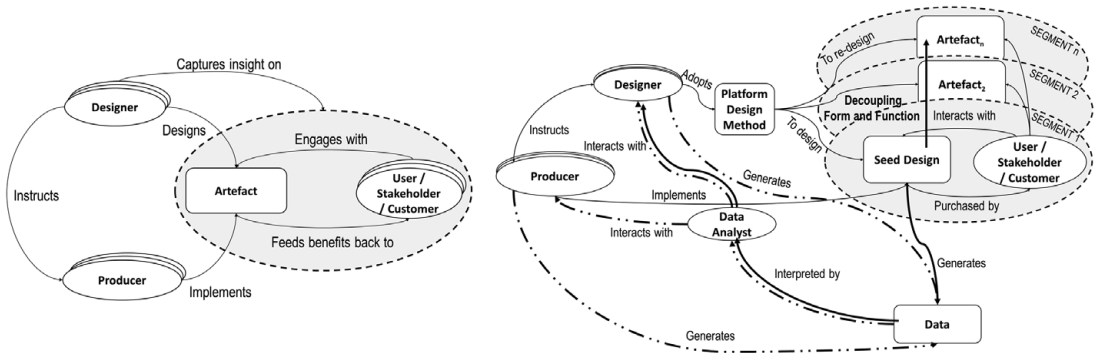 Captures insight on
Designer
Designs
Engages with
Instructs
Artefact
User /
Stakeholder
/ Customer
Feeds benefits back to
Producer
Implements
Designer
Adopts
Platform
Design
Method
To re-design
To design
Artefactₙ
SEGMENT n
Artefact₂
SEGMENT 2
Decoupling
Form and Function
Interacts with
SEGMENT 1
Seed Design
User /
Stakeholder
/ Customer
Purchased by
Instructs
Interacts with
Producer
Implements
Generates
Interacts with
Data
Analyst
Interpreted by
Generates
Data
Generates